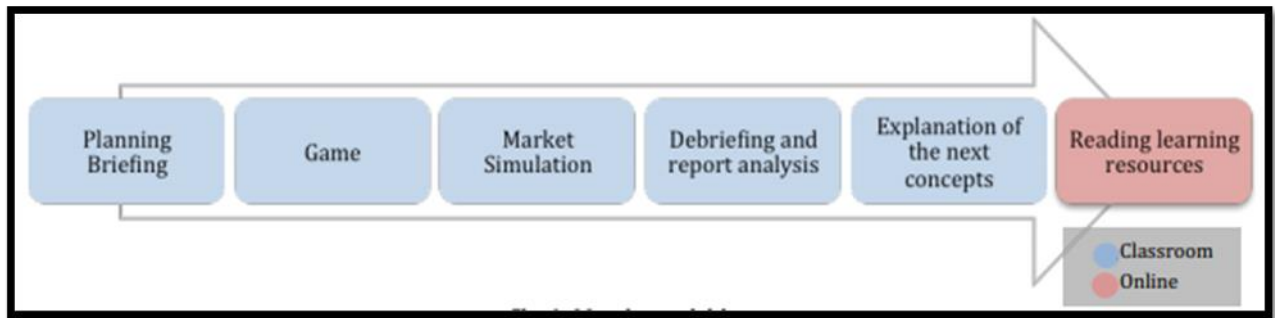 Planning
Briefing
Game
Market
Simulation
Debriefing and
report analysis
Explanation of
the next
concepts
Reading learning
resources
Classroom
Online